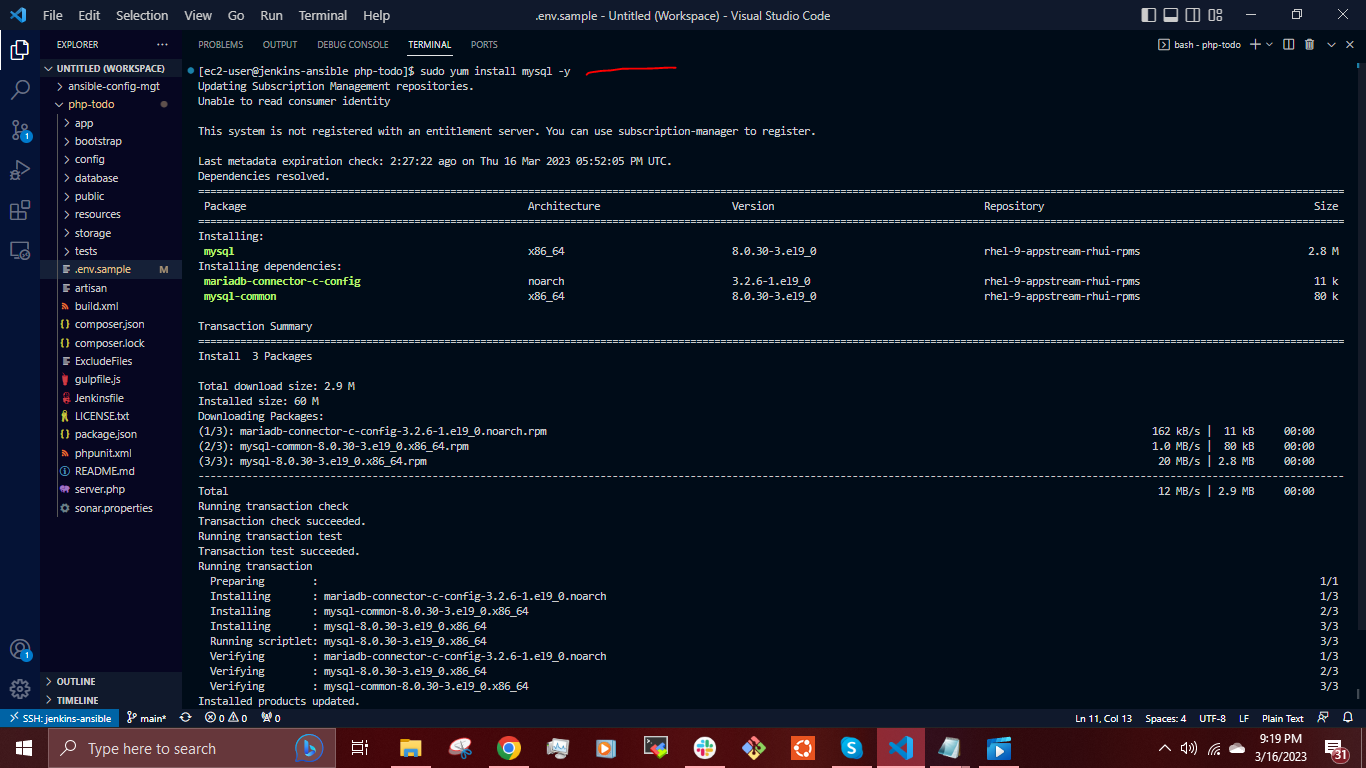 File Edit Selection View Go Run Terminal Help
.env.sample - Untitled (Workspace) - Visual Studio Code
EXPLORER
UNTITLED (WORKSPACE)
ansible-config-mgt
php-todo
app
bootstrap
config
database
public
resources
storage
tests
.env.sample M
artisan
build.xml
composer.json
composer.lock
ExcludeFiles
gulpfile.js
Jenkinsfile
LICENSE.txt
package.json
phpunit.xml
README.md
server.php
sonar.properties
OUTLINE
TIMELINE
1
1
PROBLEMS OUTPUT DEBUG CONSOLE TERMINAL PORTS
bash - php-todo
[ec2-user@jenkins-ansible php-todo]$ sudo yum install mysql -y
Updating Subscription Management repositories.
Unable to read consumer identity
This system is not registered with an entitlement server. You can use subscription-manager to register.
Last metadata expiration check: 2:27:22 ago on Thu 16 Mar 2023 05:52:05 PM UTC.
Dependencies resolved.
Package Architecture Version Repository Size
Installing:
mysql x86_64 8.0.30-3.el9_0 rhel-9-appstream-rhui-rpms 2.8 M
Installing dependencies:
mariadb-connector-c-config noarch 3.2.6-1.el9_0 rhel-9-appstream-rhui-rpms 11 k
mysql-common x86_64 8.0.30-3.el9_0 rhel-9-appstream-rhui-rpms 80 k
Transaction Summary
Install 3 Packages
Total download size: 2.9 M
Installed size: 60 M
Downloading Packages:
(1/3): mariadb-connector-c-config-3.2.6-1.el9_0.noarch.rpm 162 kB/s | 11 kB 00:00
(2/3): mysql-common-8.0.30-3.el9_0.x86_64.rpm 1.0 MB/s | 80 kB 00:00
(3/3): mysql-8.0.30-3.el9_0.x86_64.rpm 20 MB/s | 2.8 MB 00:00
Total 12 MB/s | 2.9 MB 00:00
Running transaction check
Transaction check succeeded.
Running transaction test
Transaction test succeeded.
Running transaction
Preparing : 1/1
Installing : mariadb-connector-c-config-3.2.6-1.el9_0.noarch 1/3
Installing : mysql-common-8.0.30-3.el9_0.x86_64 2/3
Installing : mysql-8.0.30-3.el9_0.x86_64 3/3
Running scriptlet: mysql-8.0.30-3.el9_0.x86_64 3/3
Verifying : mariadb-connector-c-config-3.2.6-1.el9_0.noarch 1/3
Verifying : mysql-8.0.30-3.el9_0.x86_64 2/3
Verifying : mysql-common-8.0.30-3.el9_0.x86_64 3/3
Installed products updated.
SSH: jenkins-ansible main* 0 0 0 Ln 11, Col 13 Spaces: 4 UTF-8 LF Plain Text
Type here to search
9:19 PM
3/16/2023
31